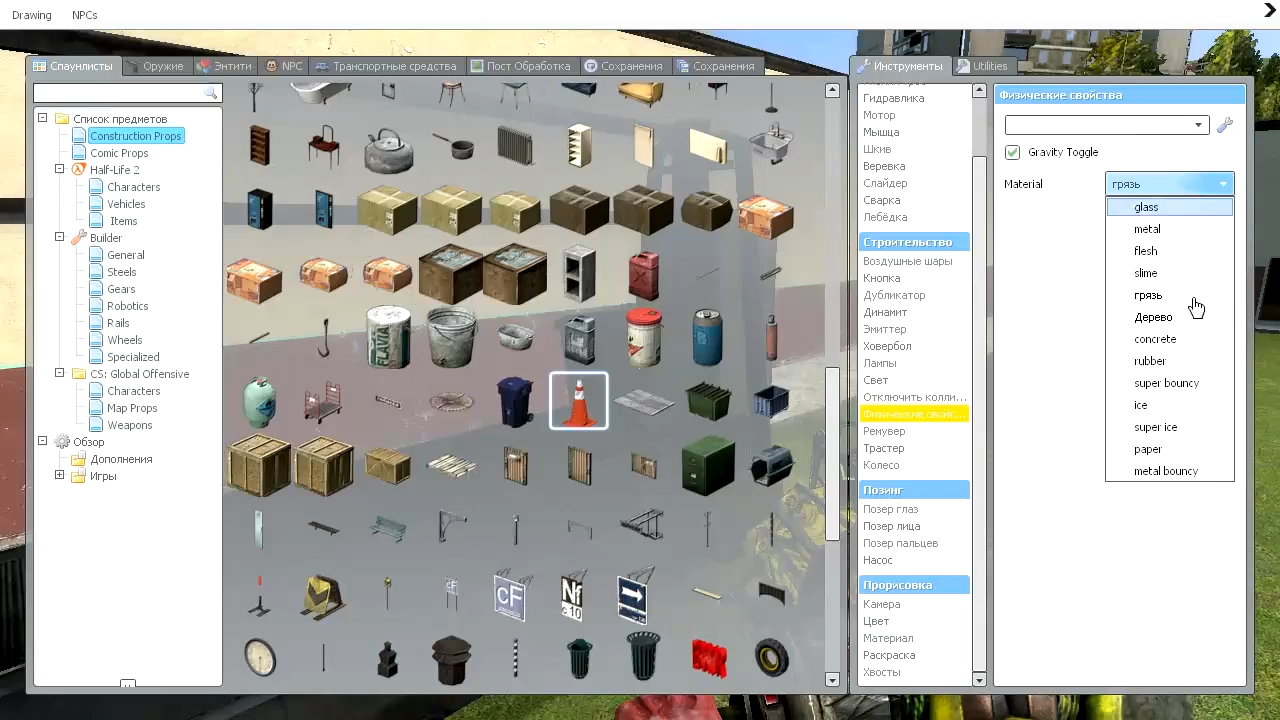 Drawing NPCs
Спаунлисты Оружие Энтити NPC Транспортные средства Пост Обработка Сохранения Сохранения
Инструменты Utilities
Список предметов
Construction Props
Comic Props
Half-Life 2
Characters
Vehicles
Items
Builder
General
Steels
Gears
Robotics
Rails
Wheels
Specialized
CS: Global Offensive
Characters
Map Props
Weapons
Обзор
Дополнения
Игры
FLAVIA
cF
cF
Nf
c 10
Гидравлика
Мотор
Мышца
Шкив
Веревка
Слайдер
Сварка
Лебёдка
Строительство
Воздушные шары
Кнопка
Дубликатор
Динамит
Эмиттер
Ховербол
Лампы
Свет
Отключить колли...
Физические свойс...
Ремувер
Трастер
Колесо
Позинг
Позер глаз
Позер лица
Позер пальцев
Насос
Прорисовка
Камера
Цвет
Материал
Раскраска
Хвосты
Физические свойства
Gravity Toggle
Material грязь
glass
metal
flesh
slime
грязь
Дерево
concrete
rubber
super bouncy
ice
super ice
paper
metal bouncy